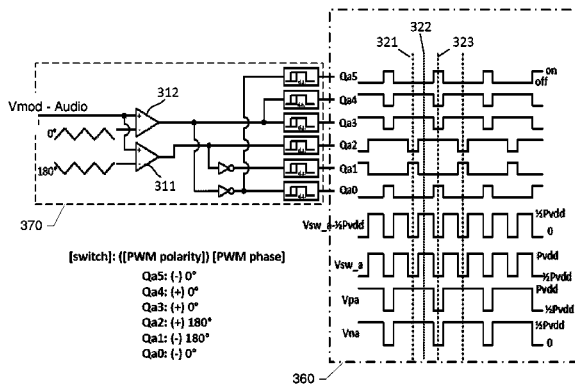 321
322
323
on
off
Qa5
Qa4
Qa3
Qa2
Qa1
Qa0
312
Vmod - Audio
0°
180°
311
370
½Pvdd
Vsw_a-½Pvdd
0
Pvdd
Vsw_a
½Pvdd
Pvdd
Vpa
½Pvdd
½Pvdd
Vna
0
[switch]: ([PWM polarity]) [PWM phase]
Qa5: (-) 0°
Qa4: (+) 0°
Qa3: (+) 0°
Qa2: (+) 180°
Qa1: (-) 180°
Qa0: (-) 0°
360